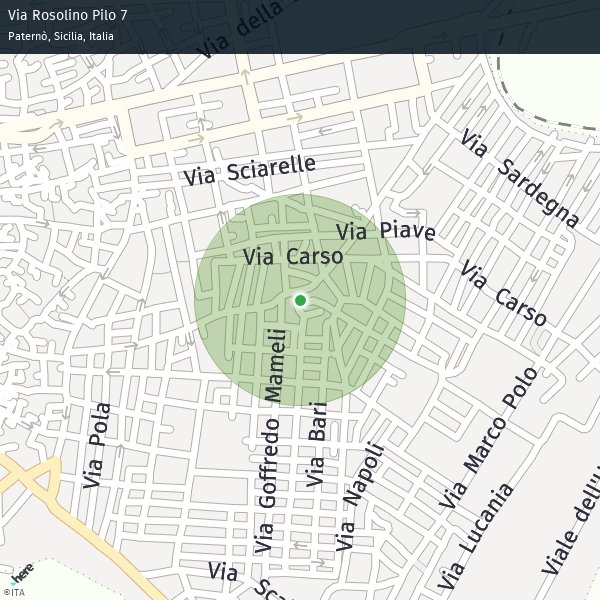 Via Rosolino Pilo 7
Paternò, Sicilia, Italia
Via della
Via Sciarelle
Via Sardegna
Via Piave
Via Carso
Via Carso
Via Goffredo Mameli
Via Marco Polo
Via Pola
Via Bari
Via Napoli
Via Lucania
Viale dell'
Via
here
©ITA